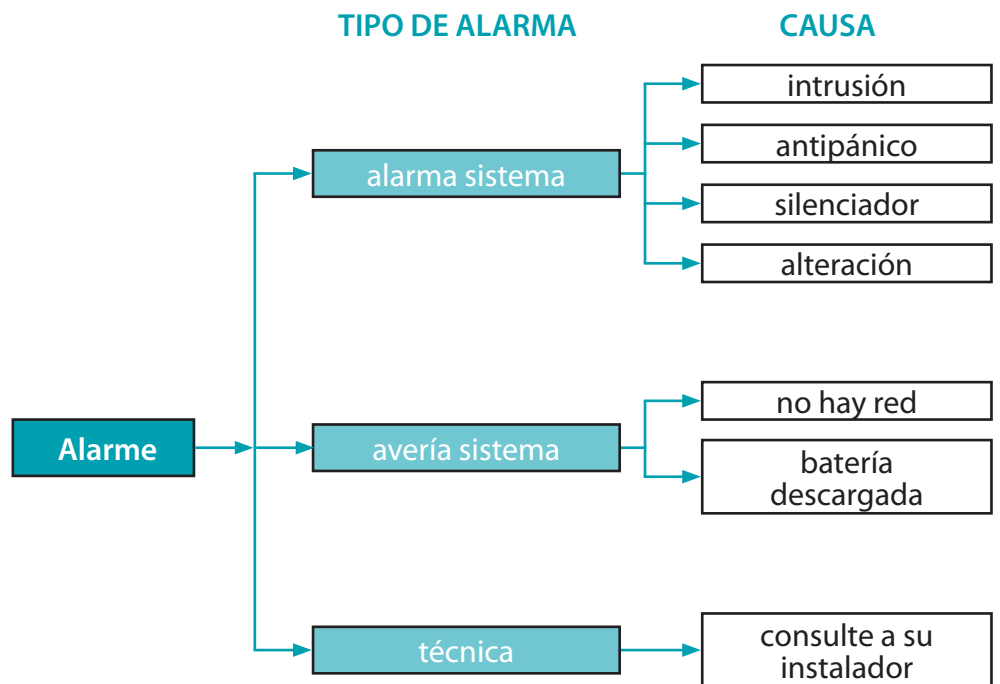 TIPO DE ALARMA
CAUSA
intrusión
antipánico
alarma sistema
silenciador
alteración
no hay red
Alarme
avería sistema
batería
descargada
técnica
consulte a su
instalador